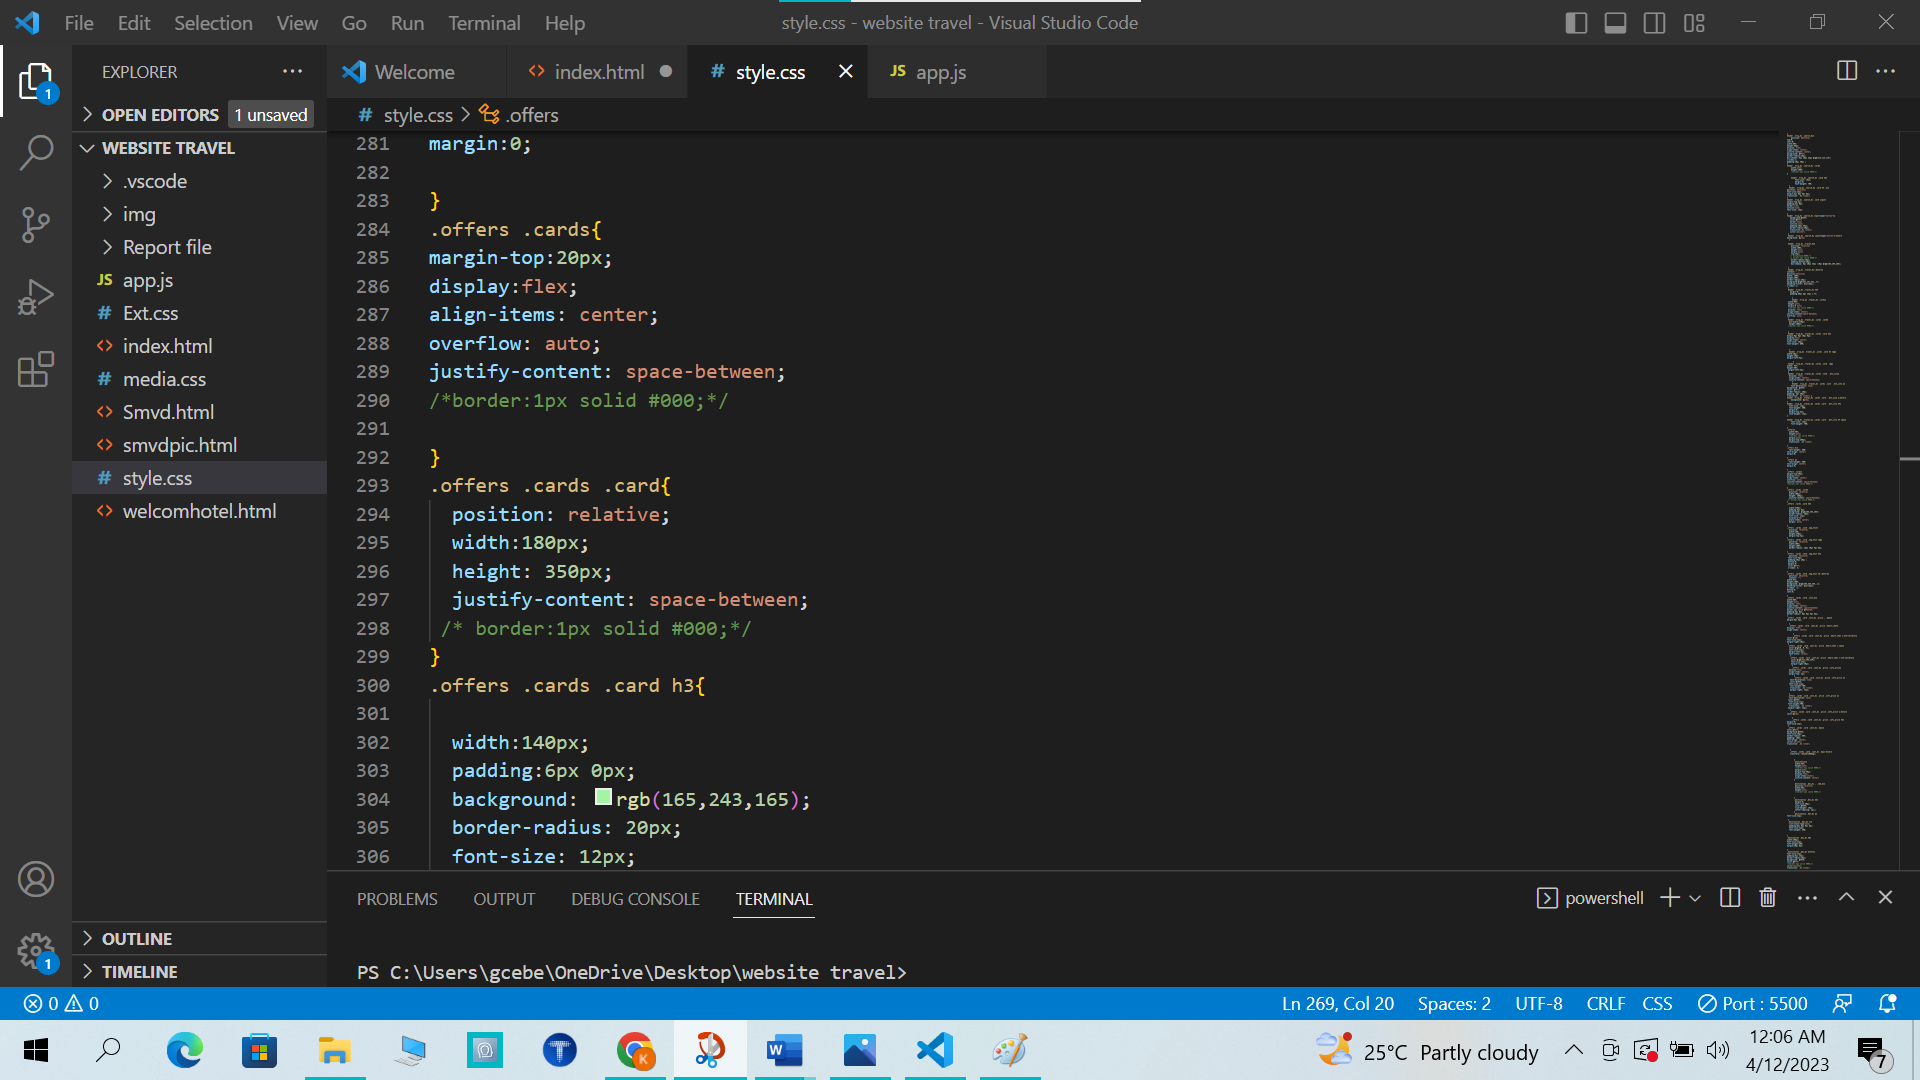 File Edit Selection View Go Run Terminal Help
style.css - website travel - Visual Studio Code
EXPLORER
Welcome
index.html
# style.css
JS app.js
1
OPEN EDITORS 1 unsaved
# style.css > .offers
WEBSITE TRAVEL
.vscode
img
Report file
JS app.js
# Ext.css
<> index.html
# media.css
<> Smvd.html
<> smvdpic.html
# style.css
<> welcomhotel.html
OUTLINE
TIMELINE
1
281 margin:0;
282
283 }
284 .offers .cards{
285 margin-top:20px;
286 display:flex;
287 align-items: center;
288 overflow: auto;
289 justify-content: space-between;
290 /*border:1px solid #000;*/
291
292 }
293 .offers .cards .card{
294 position: relative;
295 width:180px;
296 height: 350px;
297 justify-content: space-between;
298 /* border:1px solid #000;*/
299 }
300 .offers .cards .card h3{
301
302 width:140px;
303 padding:6px 0px;
304 background: rgb(165,243,165);
305 border-radius: 20px;
306 font-size: 12px;
PROBLEMS OUTPUT DEBUG CONSOLE TERMINAL
powershell
PS C:\Users\gcebe\OneDrive\Desktop\website travel>
0 0
Ln 269, Col 20 Spaces: 2 UTF-8 CRLF CSS Port : 5500
T
K
W
25°C Partly cloudy
12:06 AM
4/12/2023
7